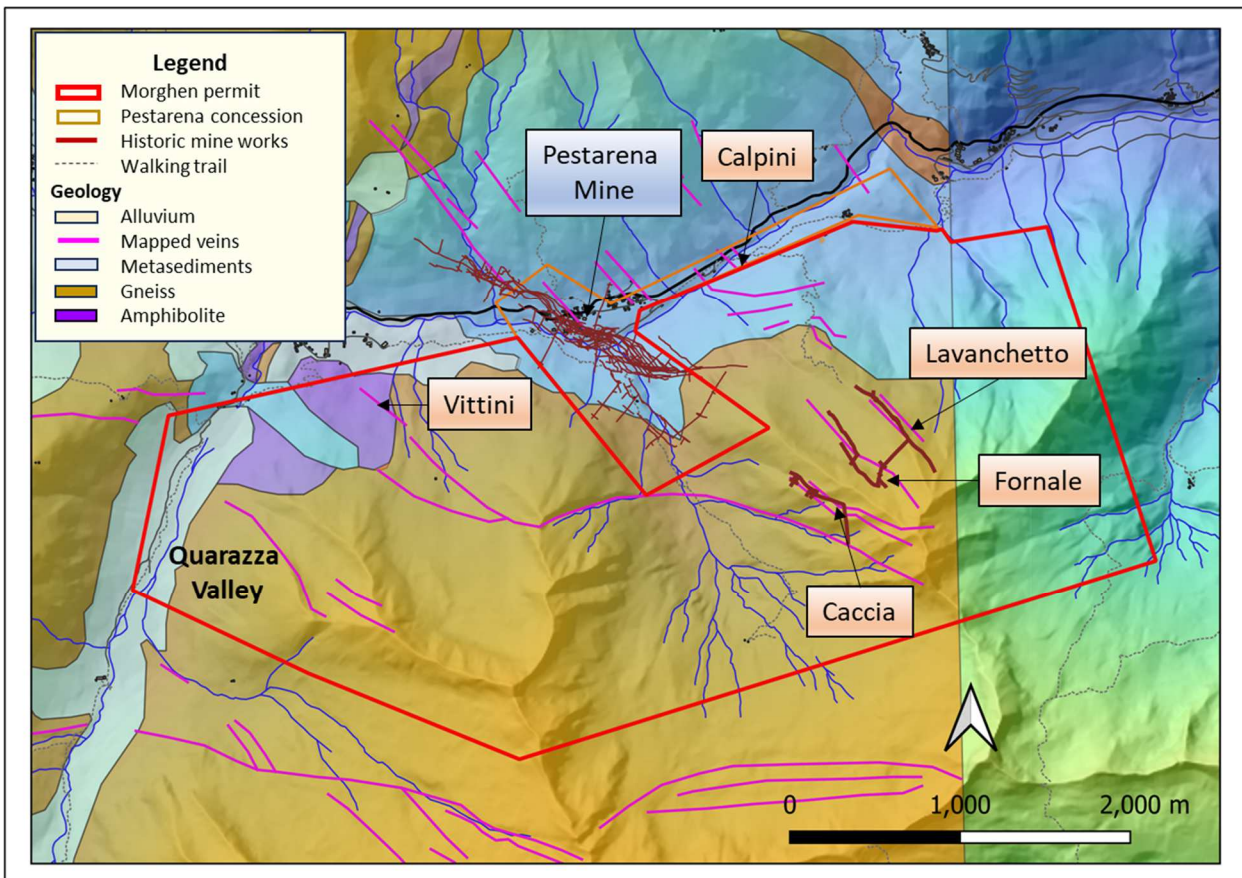 Legend
Morghen permit
Pestarena concession
Historic mine works
Walking trail
Geology
Alluvium
Mapped veins
Metasediments
Gneiss
Amphibolite
Pestarena
Mine
Calpini
Lavanchetto
Vittini
Fornale
Quarazza
Valley
Caccia
0 1,000 2,000 m